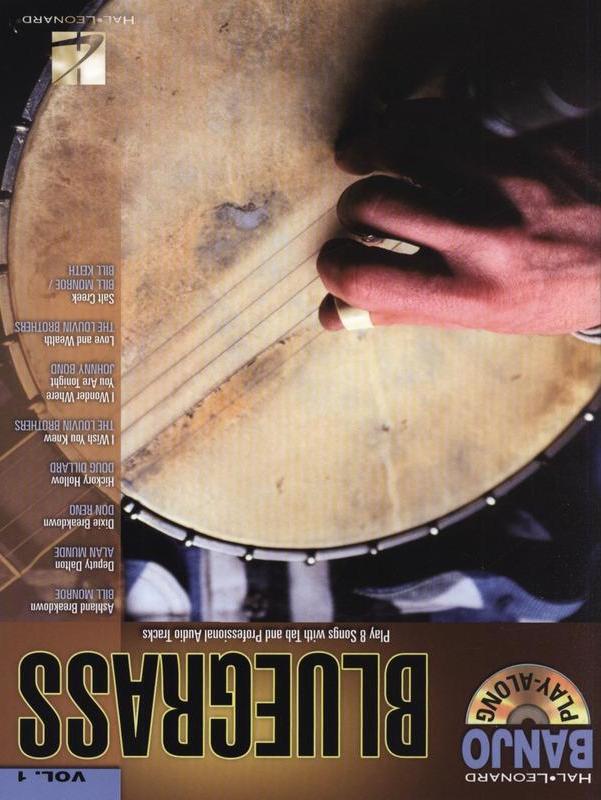 HAL•LEONARD
BANJO
PLAY-ALONG
VOL. 1
BLUEGRASS
Play 8 Songs with Tab and Professional Audio Tracks
Ashland Breakdown
BILL MONROE
Deputy Dalton
ALAN MUNDE
Dixie Breakdown
DON RENO
Hickory Hollow
DOUG DILLARD
I Wish You Knew
THE LOUVIN BROTHERS
I Wonder Where
You Are Tonight
JOHNNY BOND
Love and Wealth
THE LOUVIN BROTHERS
Salt Creek
BILL MONROE /
BILL KEITH
HAL•LEONARD